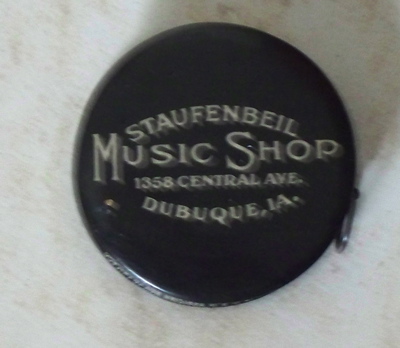 STAUFENBEIL
MUSIC SHOP
1358 CENTRAL AVE.
DUBUQUE, IA.